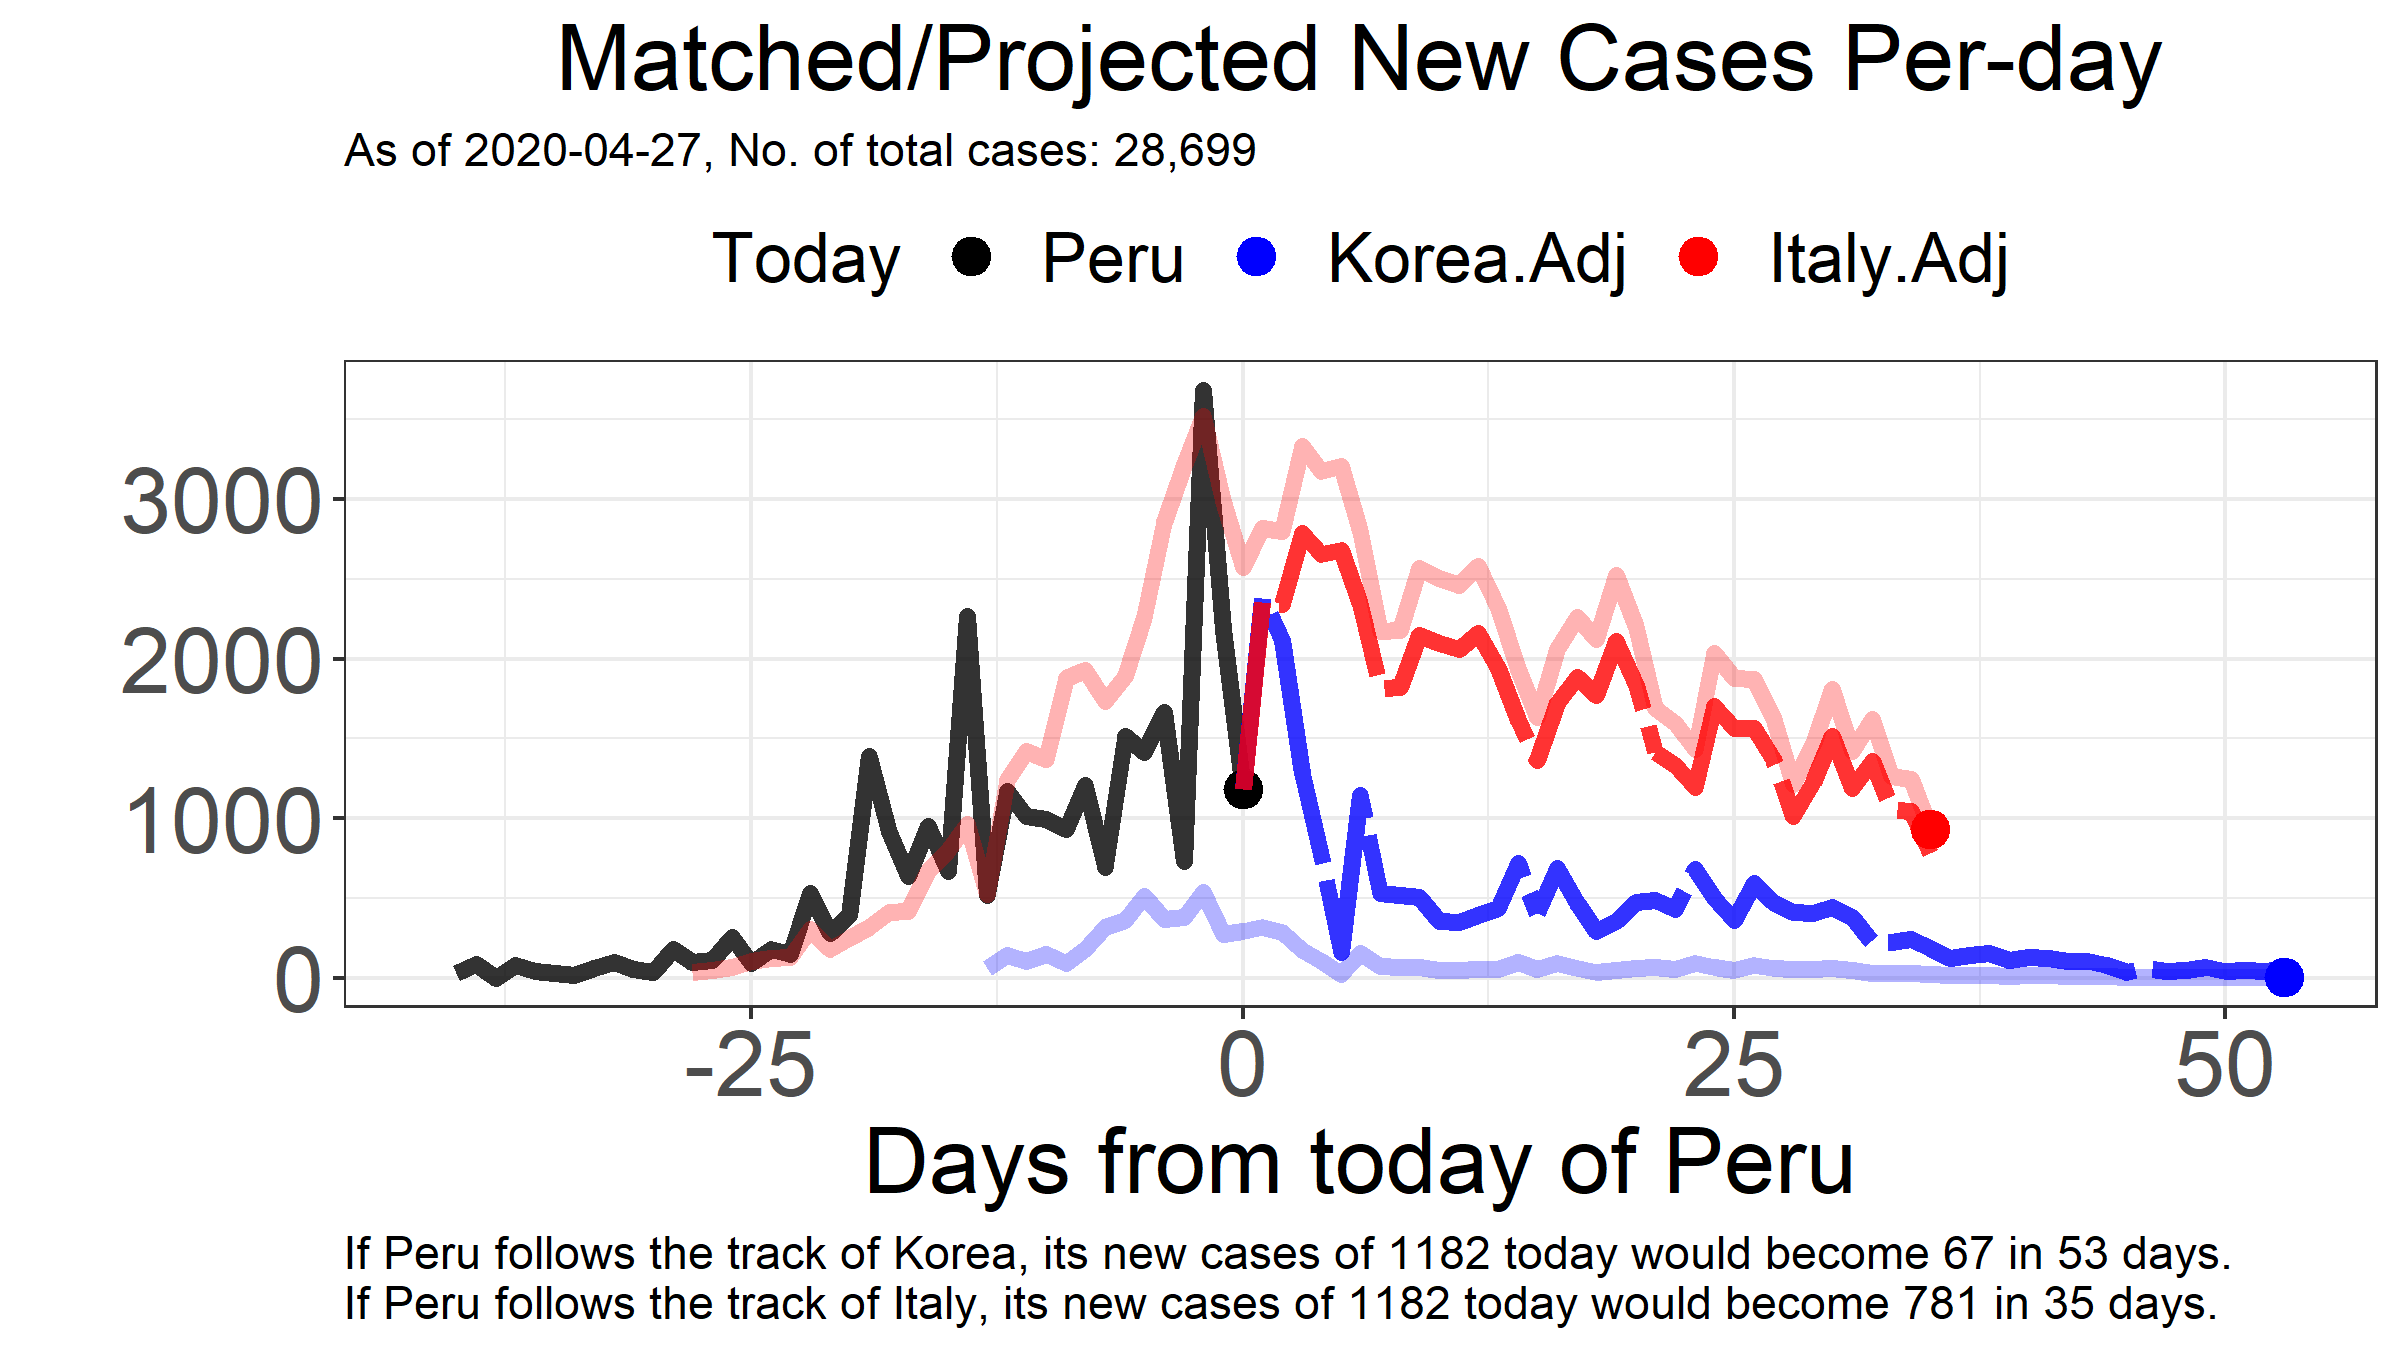 Matched/Projected New Cases Per-day
As of 2020-04-27, No. of total cases: 28,699
Today Peru Korea.Adj Italy.Adj
3000
2000
1000
0
-25 0 25 50
Days from today of Peru
If Peru follows the track of Korea, its new cases of 1182 today would become 67 in 53 days.
If Peru follows the track of Italy, its new cases of 1182 today would become 781 in 35 days.